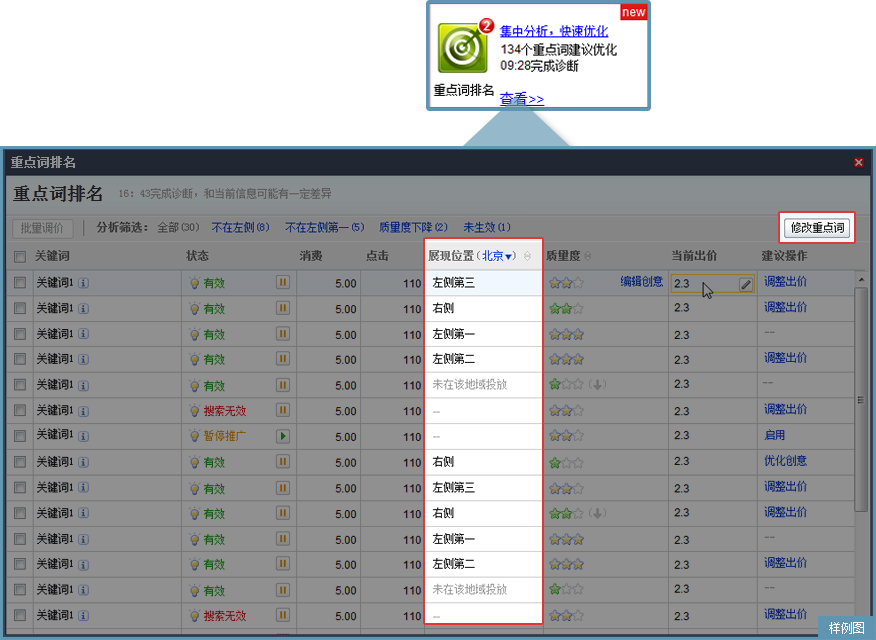 new
2
集中分析，快速优化
134个重点词建议优化
09:28完成诊断
重点词排名
查看>>
重点词排名
重点词排名 16：43完成诊断，和当前信息可能有一定差异
批量调价 分析筛选： 全部(30) 不在左侧(8) 不在左侧第一(5) 质量度下降(2) 未生效(1) 修改重点词
关键词 状态 消费 点击 展现位置(北京▼) 质量度 当前出价 建议操作
关键词1 有效 5.00 110 左侧第三 编辑创意 2.3 调整出价
关键词1 有效 5.00 110 右侧 2.3 调整出价
关键词1 有效 5.00 110 左侧第一 2.3 --
关键词1 有效 5.00 110 左侧第二 2.3 调整出价
关键词1 有效 5.00 110 未在该地域投放 (↓) 2.3 --
关键词1 搜索无效 5.00 110 -- 2.3 调整出价
关键词1 暂停推广 5.00 110 -- 2.3 启用
关键词1 有效 5.00 110 右侧 2.3 优化创意
关键词1 有效 5.00 110 左侧第三 2.3 调整出价
关键词1 有效 5.00 110 右侧 (↓) 2.3 调整出价
关键词1 有效 5.00 110 左侧第一 2.3 --
关键词1 有效 5.00 110 左侧第二 2.3 调整出价
关键词1 有效 5.00 110 未在该地域投放 2.3 --
关键词1 搜索无效 5.00 110 -- 2.3 调整出价
样例图